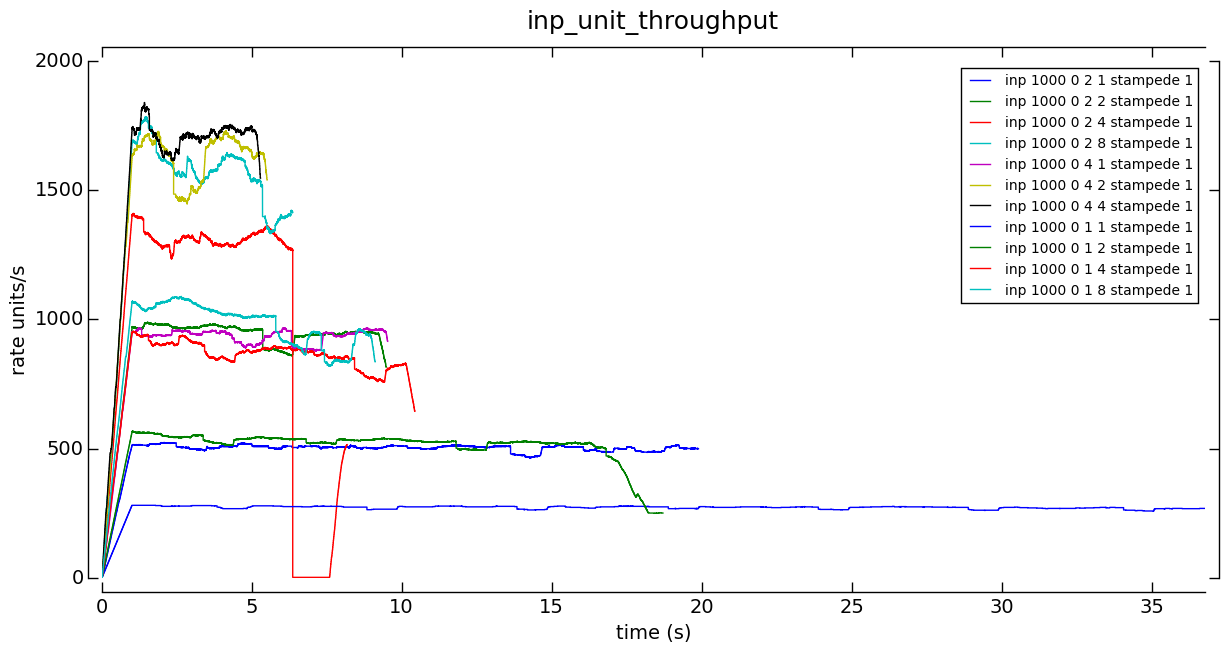 inp_unit_throughput
2000
1500
1000
500
0
rate units/s
inp 1000 0 2 1 stampede 1
inp 1000 0 2 2 stampede 1
inp 1000 0 2 4 stampede 1
inp 1000 0 2 8 stampede 1
inp 1000 0 4 1 stampede 1
inp 1000 0 4 2 stampede 1
inp 1000 0 4 4 stampede 1
inp 1000 0 1 1 stampede 1
inp 1000 0 1 2 stampede 1
inp 1000 0 1 4 stampede 1
inp 1000 0 1 8 stampede 1
0 5 10 15 20 25 30 35
time (s)